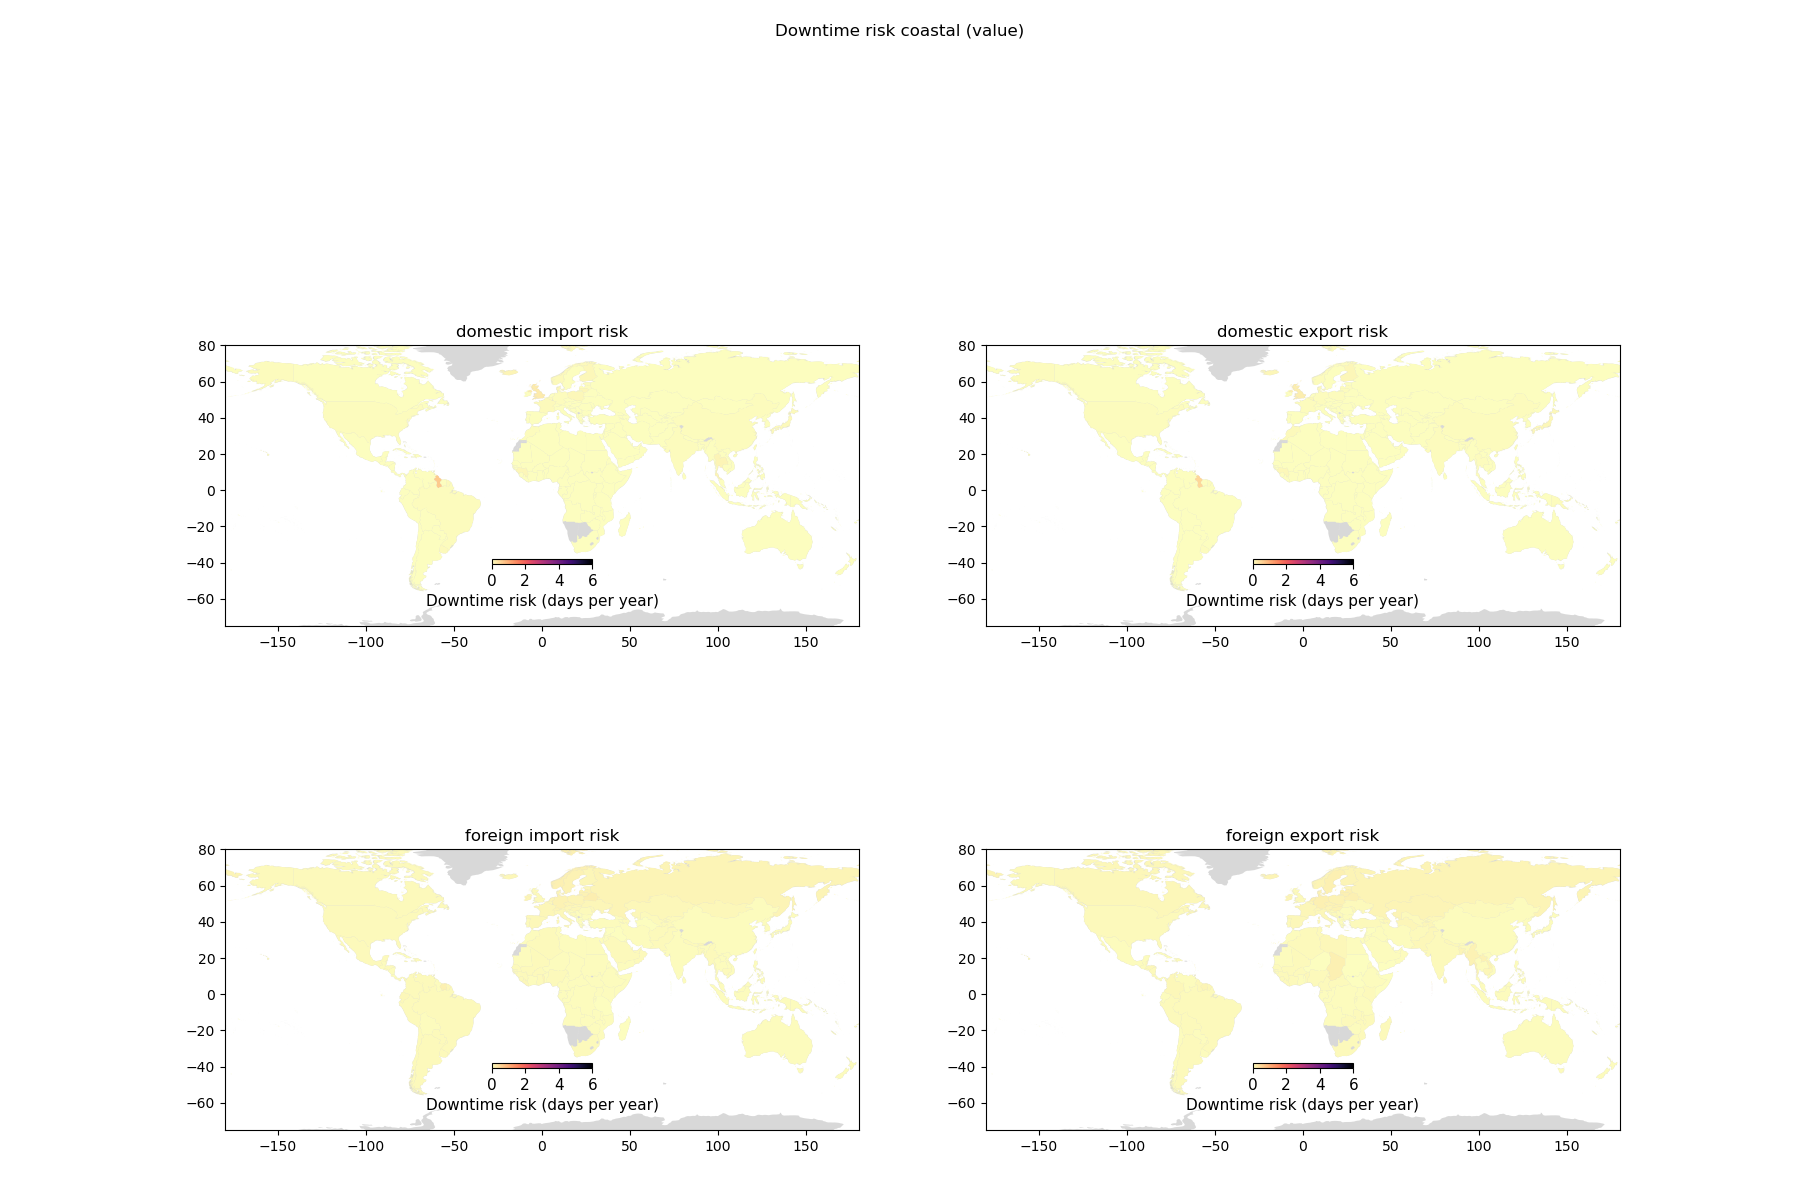 Downtime risk coastal (value)
domestic import risk
80
60
40
20
0
−20
−40
−60
0 2 4 6
Downtime risk (days per year)
−150 −100 −50 0 50 100 150
domestic export risk
80
60
40
20
0
−20
−40
−60
0 2 4 6
Downtime risk (days per year)
−150 −100 −50 0 50 100 150
foreign import risk
80
60
40
20
0
−20
−40
−60
0 2 4 6
Downtime risk (days per year)
−150 −100 −50 0 50 100 150
foreign export risk
80
60
40
20
0
−20
−40
−60
0 2 4 6
Downtime risk (days per year)
−150 −100 −50 0 50 100 150